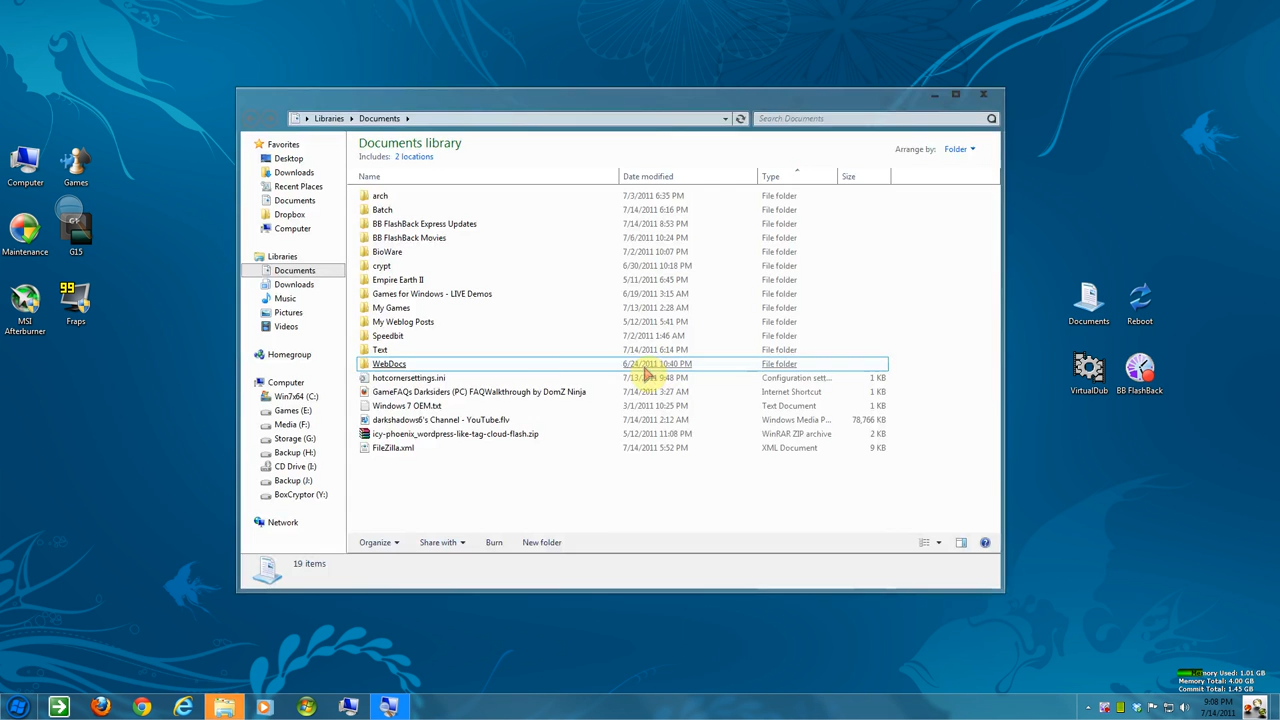 Libraries Documents
Search Documents
Favorites
Desktop
Downloads
Recent Places
Documents
Dropbox
Computer
Libraries
Documents
Downloads
Music
Pictures
Videos
Homegroup
Computer
Win7x64 (C:)
Games (E:)
Media (F:)
Storage (G:)
Backup (H:)
CD Drive (I:)
Backup (J:)
BoxCryptor (Y:)
Network
Documents library
Includes: 2 locations
Arrange by: Folder
Name Date modified Type Size
arch 7/3/2011 6:35 PM File folder
Batch 7/14/2011 6:16 PM File folder
BB FlashBack Express Updates 7/14/2011 8:53 PM File folder
BB FlashBack Movies 7/6/2011 10:24 PM File folder
BioWare 7/2/2011 10:07 PM File folder
crypt 6/30/2011 10:18 PM File folder
Empire Earth II 5/11/2011 6:45 PM File folder
Games for Windows - LIVE Demos 6/19/2011 3:15 AM File folder
My Games 7/13/2011 2:28 AM File folder
My Weblog Posts 5/12/2011 5:41 PM File folder
Speedbit 7/2/2011 1:46 AM File folder
Text 7/14/2011 6:14 PM File folder
WebDocs 6/24/2011 10:40 PM File folder
hotcornersettings.ini 7/13/2011 9:48 PM Configuration sett... 1 KB
GameFAQs Darksiders (PC) FAQWalkthrough by DomZ Ninja 7/14/2011 3:27 AM Internet Shortcut 1 KB
Windows 7 OEM.txt 3/1/2011 10:25 PM Text Document 1 KB
darkshadows6's Channel - YouTube.flv 7/14/2011 2:12 AM Windows Media P... 78,766 KB
icy-phoenix_wordpress-like-tag-cloud-flash.zip 5/12/2011 11:08 PM WinRAR ZIP archive 2 KB
FileZilla.xml 7/14/2011 5:52 PM XML Document 9 KB
Organize Share with Burn New folder
19 items
Computer
Games
Maintenance
G15
MSI
Afterburner
99
Fraps
Documents
Reboot
VirtualDub
BB FlashBack
Memory Used: 1.01 GB
Memory Total: 4.00 GB
Commit Total: 1.45 GB
9:08 PM
7/14/2011